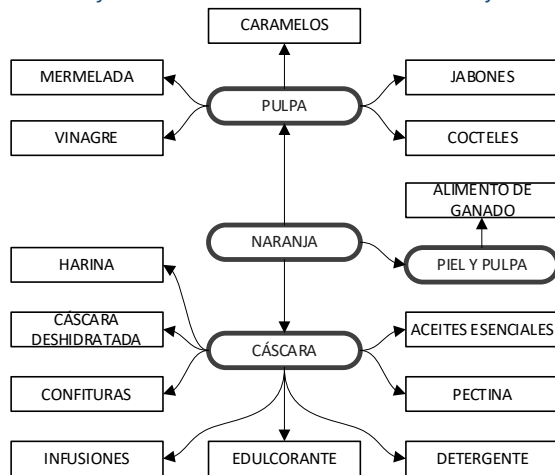 CARAMELOS
MERMELADA
JABONES
PULPA
VINAGRE
COCTELES
ALIMENTO DE
GANADO
NARANJA
HARINA
PIEL Y PULPA
CÁSCARA
DESHIDRATADA
ACEITES ESENCIALES
CÁSCARA
CONFITURAS
PECTINA
INFUSIONES
EDULCORANTE
DETERGENTE